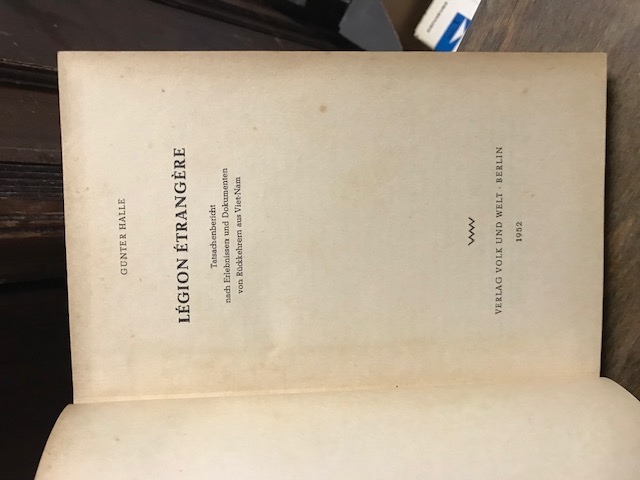 GUNTER HALLE
LÉGION ÉTRANGÈRE
Tatsachenbericht
nach Erlebnissen und Dokumenten
von Rückkehrern aus Viet-Nam
VERLAG VOLK UND WELT · BERLIN
1952